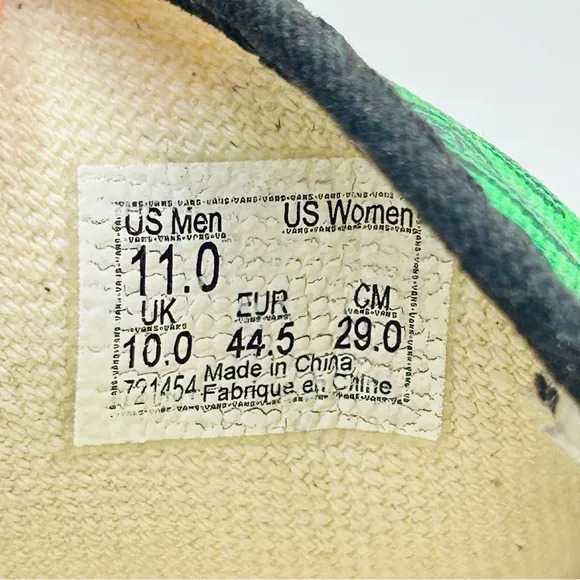 US Men US Women
11.0
UK EUR CM
10.0 44.5 29.0
721454 Made in China
Fabrique en Chine